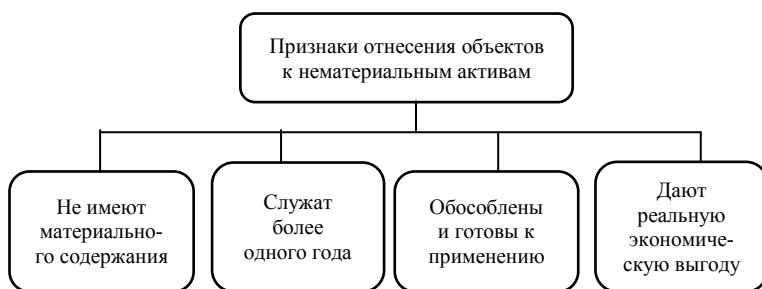 Признаки отнесения объектов
к нематериальным активам
Не имеют
материально-
го содержания
Служат
более
одного года
Обособлены
и готовы к
применению
Дают
реальную
экономиче-
скую выгоду